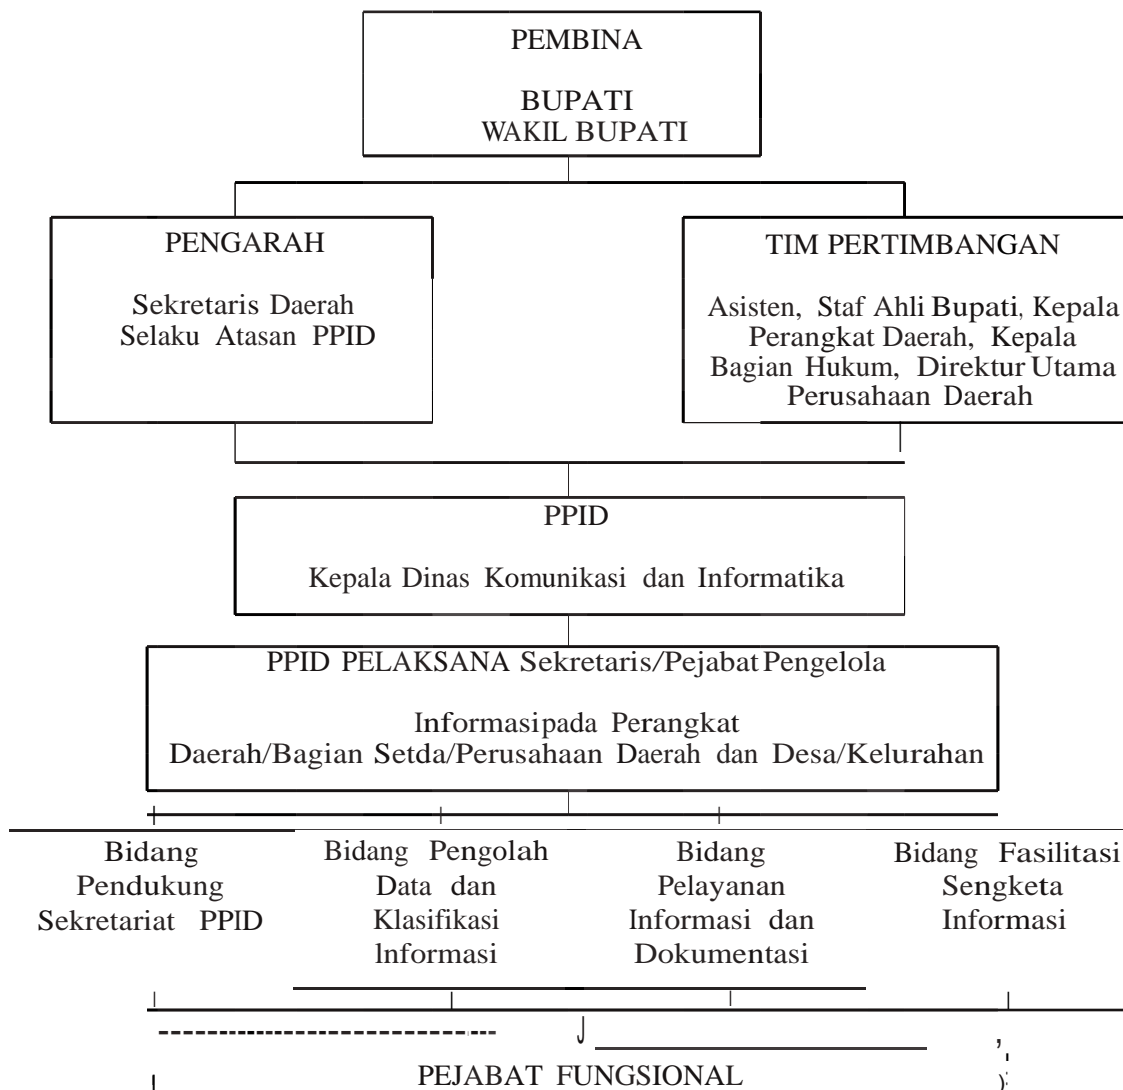 PEMBINA
BUPATI
WAKIL BUPATI
PENGARAH
Sekretaris Daerah
Selaku Atasan PPID
TIM PERTIMBANGAN
Asisten, Staf Ahli Bupati, Kepala
Perangkat Daerah, Kepala
Bagian Hukum, Direktur Utama
Perusahaan Daerah
PPID
Kepala Dinas Komunikasi dan Informatika
PPID PELAKSANA Sekretaris/Pejabat Pengelola
Informasipada Perangkat
Daerah/Bagian Setda/Perusahaan Daerah dan Desa/Kelurahan
Bidang
Pendukung
Sekretariat PPID
Bidang Pengolah
Data dan
Klasifikasi
lnformasi
Bidang
Pelayanan
Informasi dan
Dokumentasi
Bidang Fasilitasi
Sengketa
Informasi
PEJABAT FUNGSIONAL